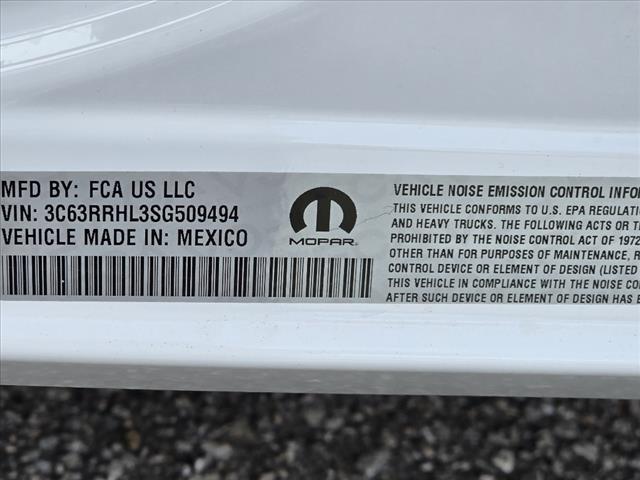 MFD BY: FCA US LLC
VIN: 3C63RRHL3SG509494
VEHICLE MADE IN: MEXICO
MOPAR
VEHICLE NOISE EMISSION CONTROL INFOR
THIS VEHICLE CONFORMS TO U.S. EPA REGULATI
AND HEAVY TRUCKS. THE FOLLOWING ACTS OR T
PROHIBITED BY THE NOISE CONTROL ACT OF 1972
OTHER THAN FOR PURPOSES OF MAINTENANCE, R
CONTROL DEVICE OR ELEMENT OF DESIGN (LISTED
THIS VEHICLE IN COMPLIANCE WITH THE NOISE CON
AFTER SUCH DEVICE OR ELEMENT OF DESIGN HAS B